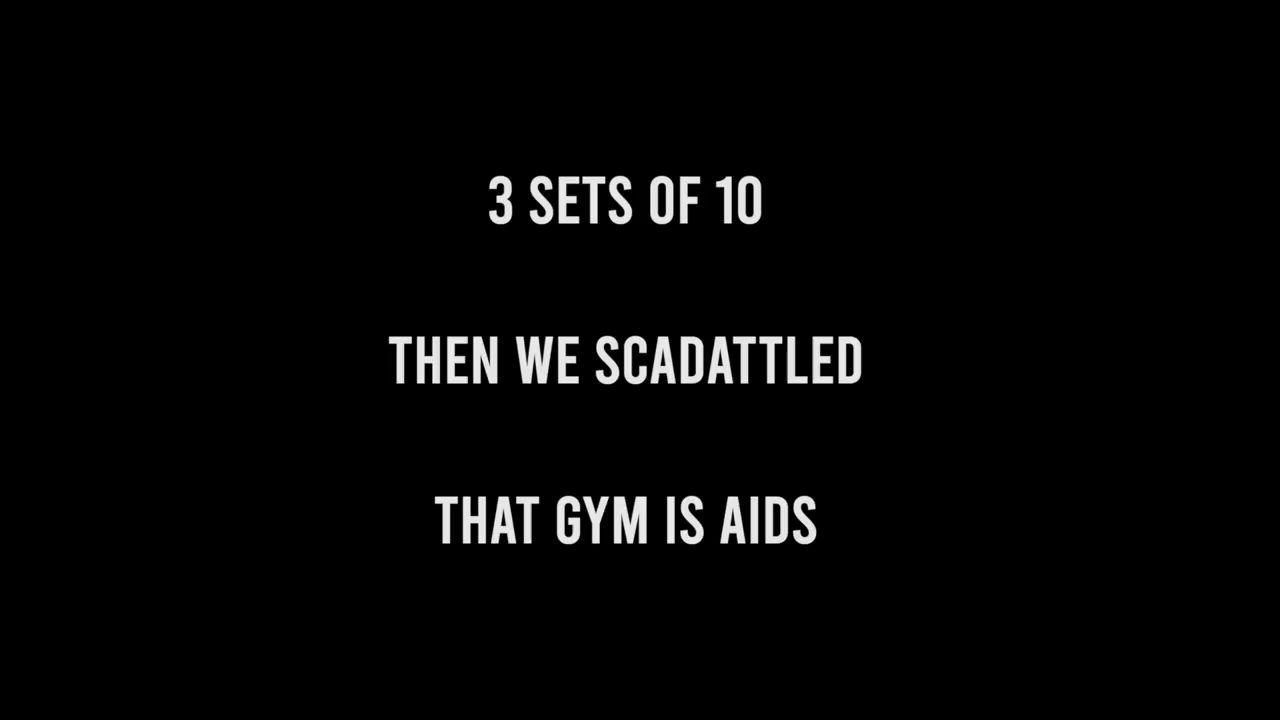 3 SETS OF 10
THEN WE SCADATTLED
THAT GYM IS AIDS